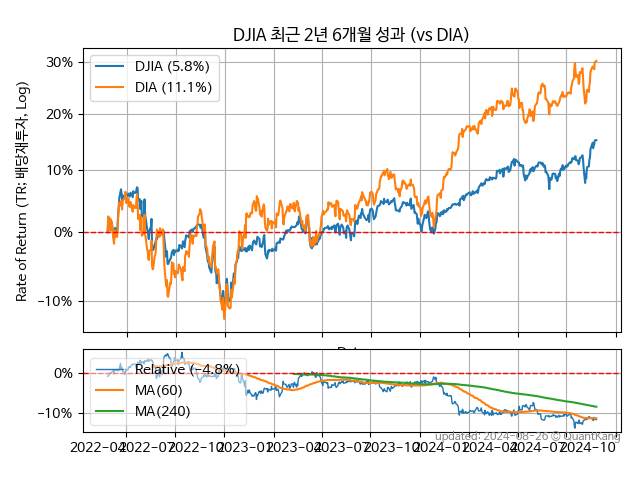 DJIA 최근 2년 6개월 성과 (vs DIA)
Rate of Return (TR: 배당재투자, Log)
30%
20%
10%
0%
−10%
DJIA (5.8%)
DIA (11.1%)
0%
−10%
Relative (−4.8%)
MA(60)
MA(240)
2022-04
2022-07
2022-10
2023-01
2023-04
2023-07
2023-10
2024-01
2024-04
2024-07
2024-10
updated: 2024-08-26 © QuantKang